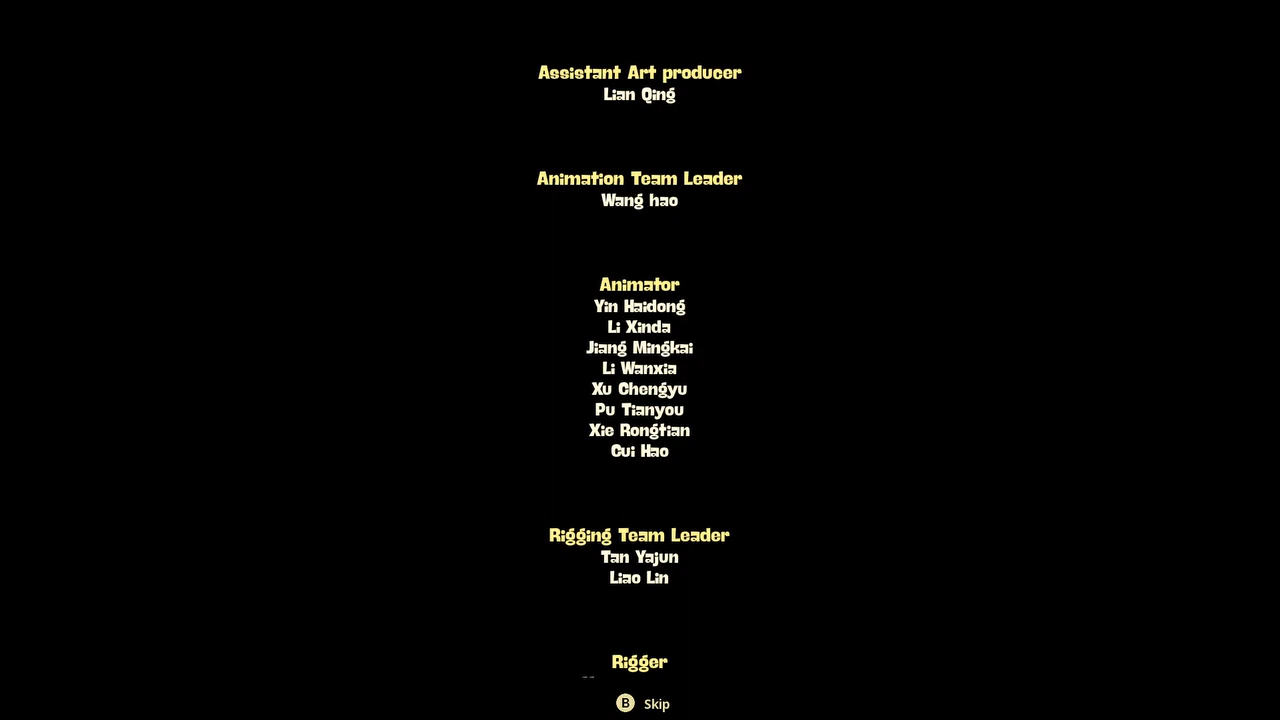 Assistant Art producer
Lian Qing
Animation Team Leader
Wang hao
Animator
Yin Haidong
Li Xinda
Jiang Mingkai
Li Wanxia
Xu Chengyu
Pu Tianyou
Xie Rongtian
Cui Hao
Rigging Team Leader
Tan Yajun
Liao Lin
Rigger
B Skip